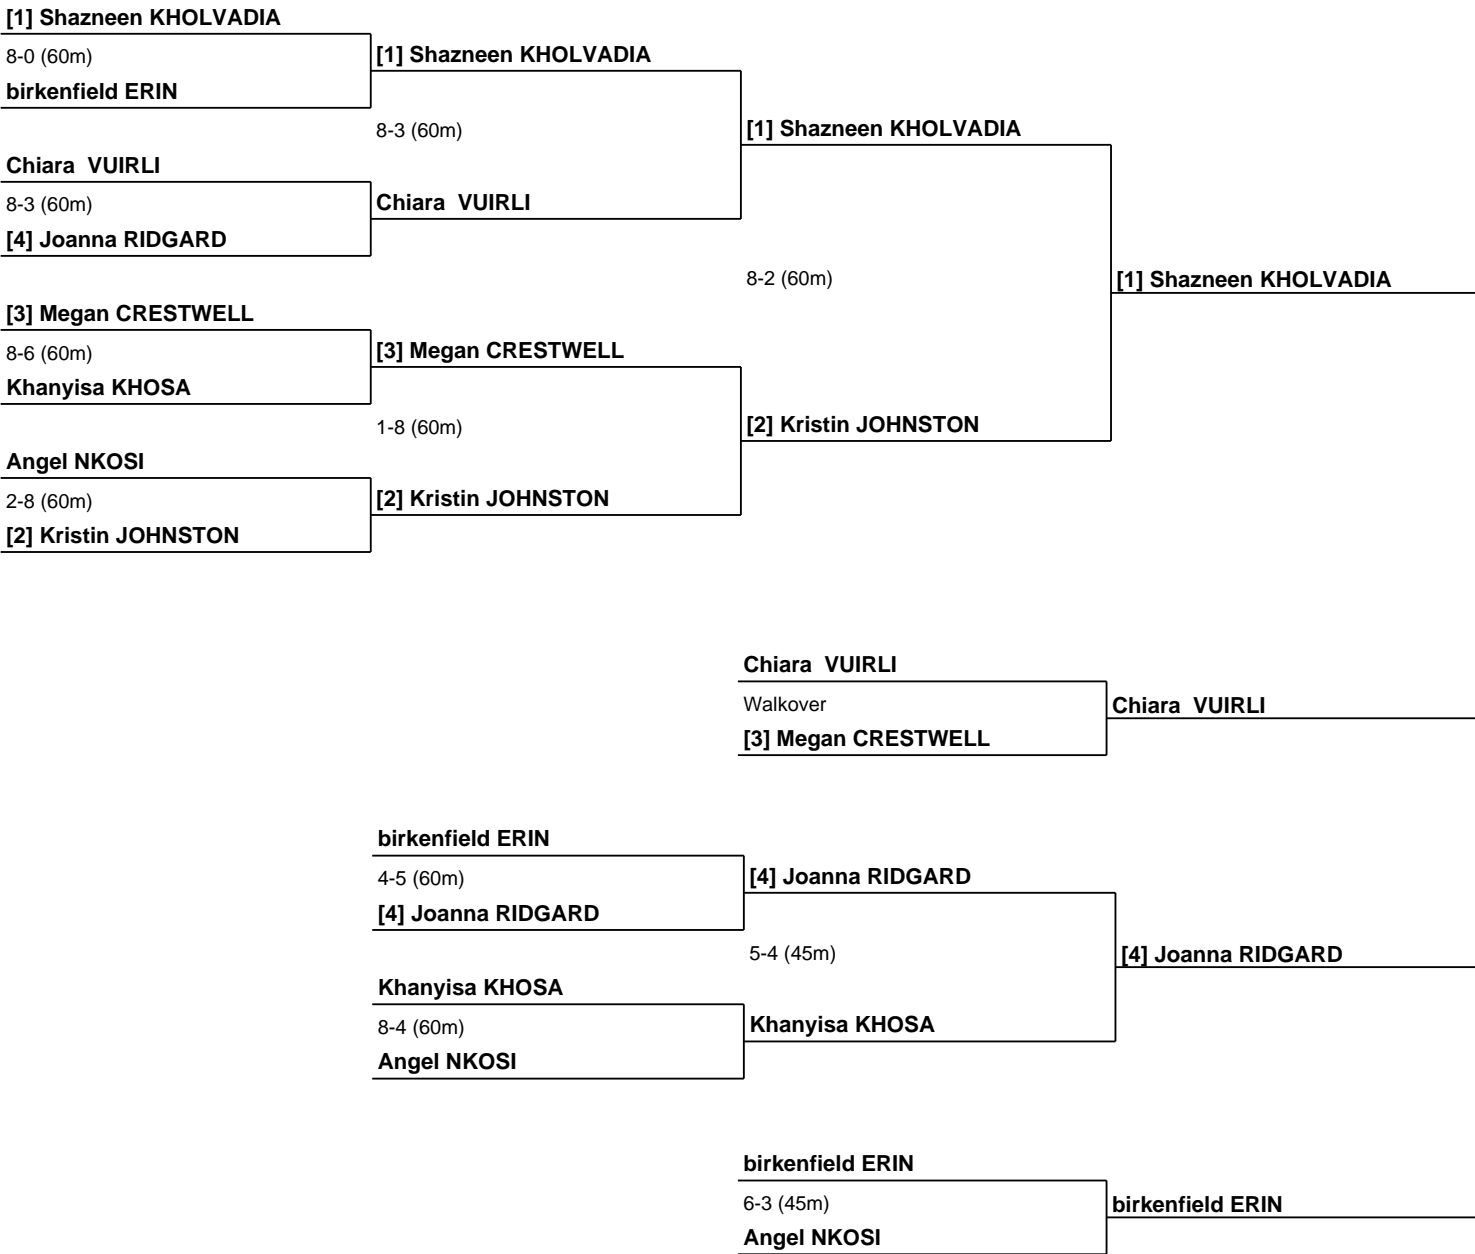 [1] Shazneen KHOLVADIA
8-0 (60m)
birkenfield ERIN
[1] Shazneen KHOLVADIA
8-3 (60m)
Chiara  VUIRLI
8-3 (60m)
[4] Joanna RIDGARD
Chiara  VUIRLI
[1] Shazneen KHOLVADIA
8-2 (60m)
[1] Shazneen KHOLVADIA
[3] Megan CRESTWELL
8-6 (60m)
Khanyisa KHOSA
[3] Megan CRESTWELL
1-8 (60m)
[2] Kristin JOHNSTON
Angel NKOSI
2-8 (60m)
[2] Kristin JOHNSTON
[2] Kristin JOHNSTON
Chiara  VUIRLI
Walkover
[3] Megan CRESTWELL
Chiara  VUIRLI
birkenfield ERIN
4-5 (60m)
[4] Joanna RIDGARD
[4] Joanna RIDGARD
5-4 (45m)
[4] Joanna RIDGARD
Khanyisa KHOSA
8-4 (60m)
Angel NKOSI
Khanyisa KHOSA
birkenfield ERIN
6-3 (45m)
Angel NKOSI
birkenfield ERIN